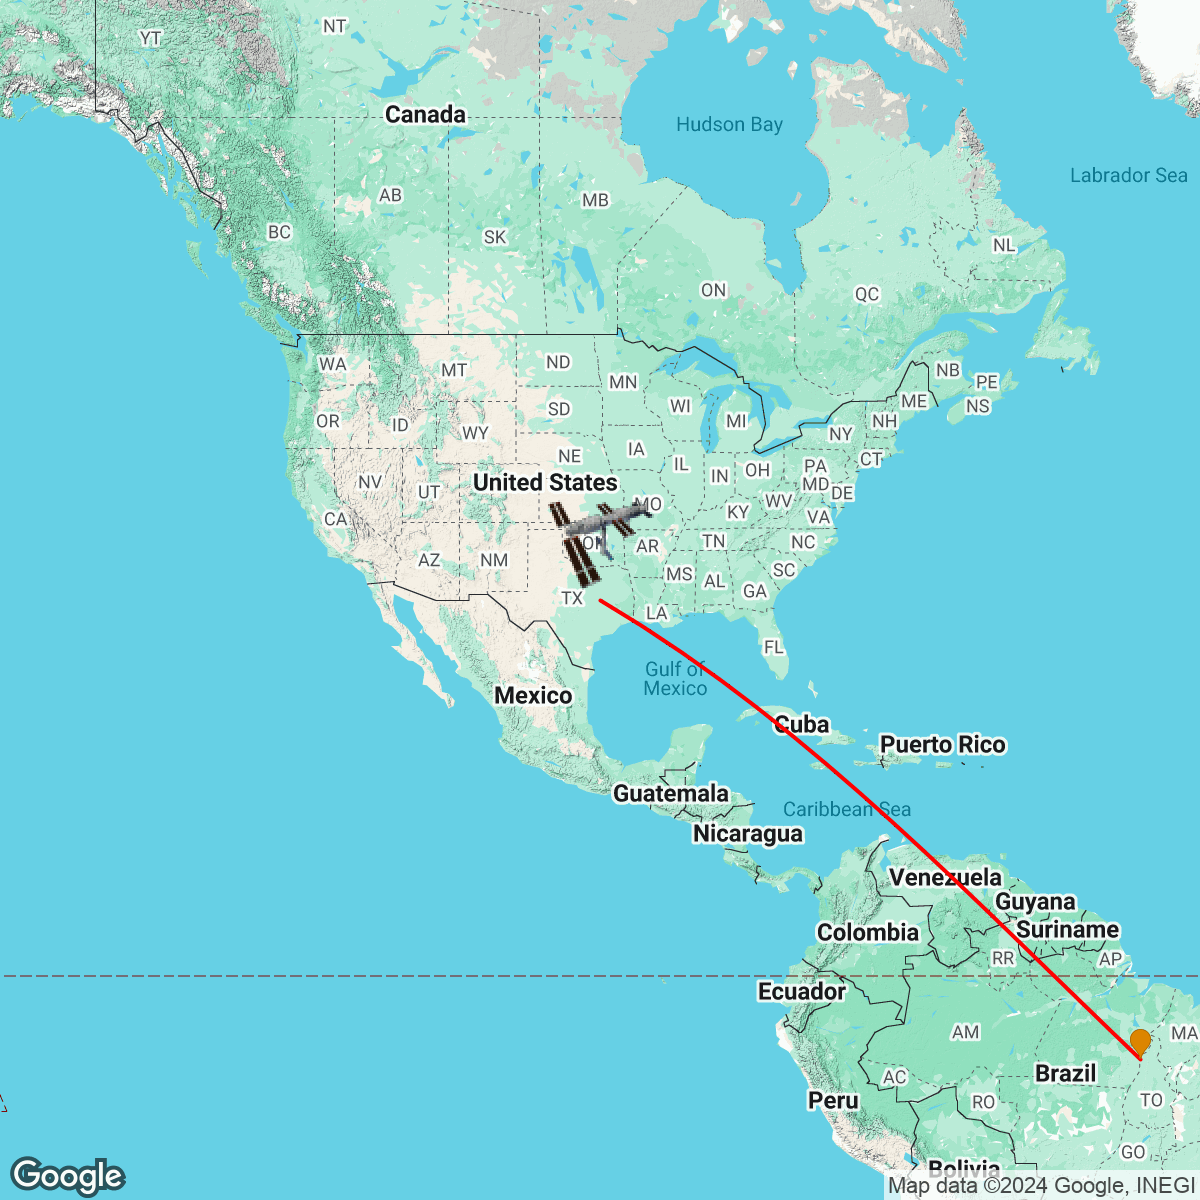 YT
NT
Canada
Hudson Bay
Labrador Sea
AB
MB
BC
SK
NL
ON
QC
WA
MT
ND
MN
NB
PE
NS
ME
SD
WI
MI
NH
NY
OR
ID
WY
NE
IA
IL
IN
OH
PA
CT
MD
DE
United States
NV
UT
MO
KY
WV
VA
CA
AZ
NM
AR
TN
NC
MS
AL
SC
GA
TX
LA
FL
Gulf of
Mexico
Mexico
Cuba
Puerto Rico
Guatemala
Caribbean Sea
Nicaragua
Venezuela
Guyana
Colombia
Suriname
RR
AP
Ecuador
AM
MA
Brazil
AC
Peru
RO
TO
GO
Bolivia
Google
Map data ©2024 Google, INEGI